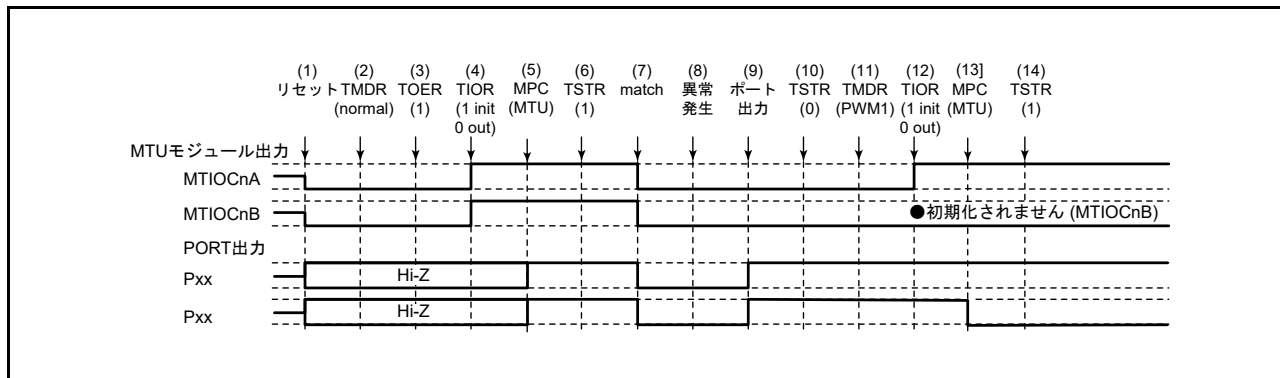 (1) (2) (3) (4) (5) (6) (7) (8) (9) (10) (11) (12) (13] (14)
リセット TMDR TOER TIOR MPC TSTR match 異常 ポート TSTR TMDR TIOR MPC TSTR
(normal) (1) (1 init (MTU) (1) 発生 出力 (0) (PWM1) (1 init (MTU) (1)
0 out) 0 out)
MTUモジュール出力
MTIOCnA
MTIOCnB ●初期化されません (MTIOCnB)
PORT出力
Pxx Hi-Z
Pxx Hi-Z